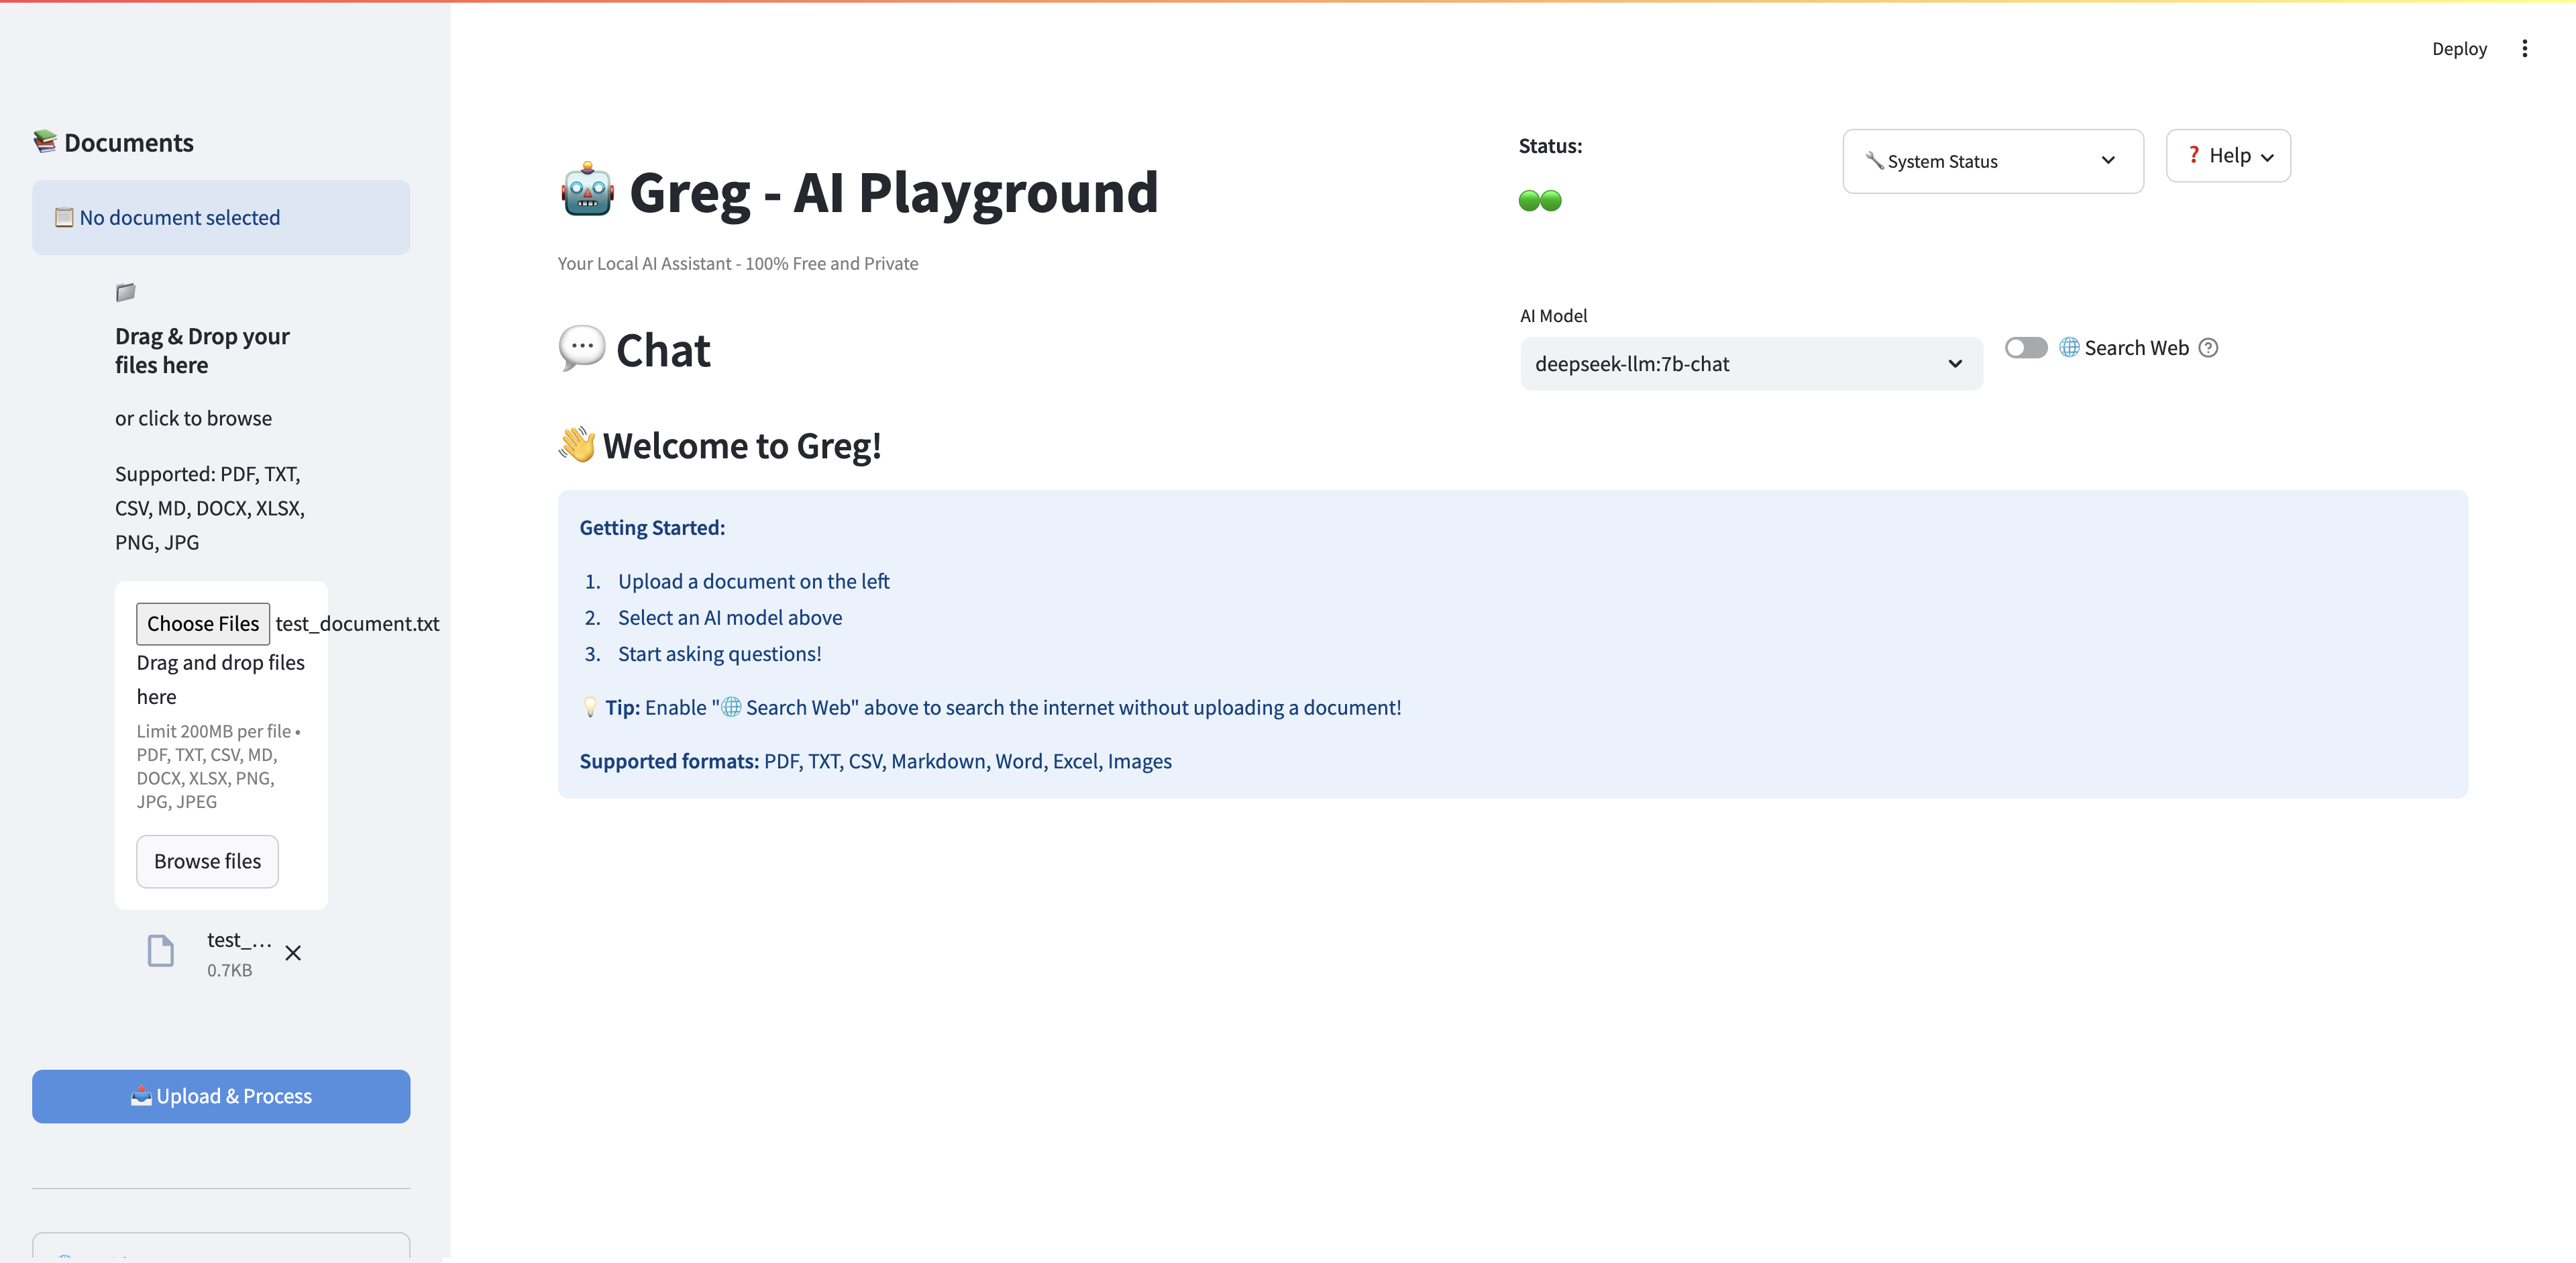 Deploy
📚 Documents
📋 No document selected
📁
Drag & Drop your
files here
or click to browse
Supported: PDF, TXT,
CSV, MD, DOCX, XLSX,
PNG, JPG
Choose Files test_document.txt
Drag and drop files
here
Limit 200MB per file •
PDF, TXT, CSV, MD,
DOCX, XLSX, PNG,
JPG, JPEG
Browse files
test_...
0.7KB
📤 Upload & Process
🤖 Greg - AI Playground
Your Local AI Assistant - 100% Free and Private
Status:
🔧 System Status
❓ Help
💬 Chat
AI Model
deepseek-llm:7b-chat
🌐 Search Web
👋 Welcome to Greg!
Getting Started:
1. Upload a document on the left
2. Select an AI model above
3. Start asking questions!
💡 Tip: Enable "🌐 Search Web" above to search the internet without uploading a document!
Supported formats: PDF, TXT, CSV, Markdown, Word, Excel, Images